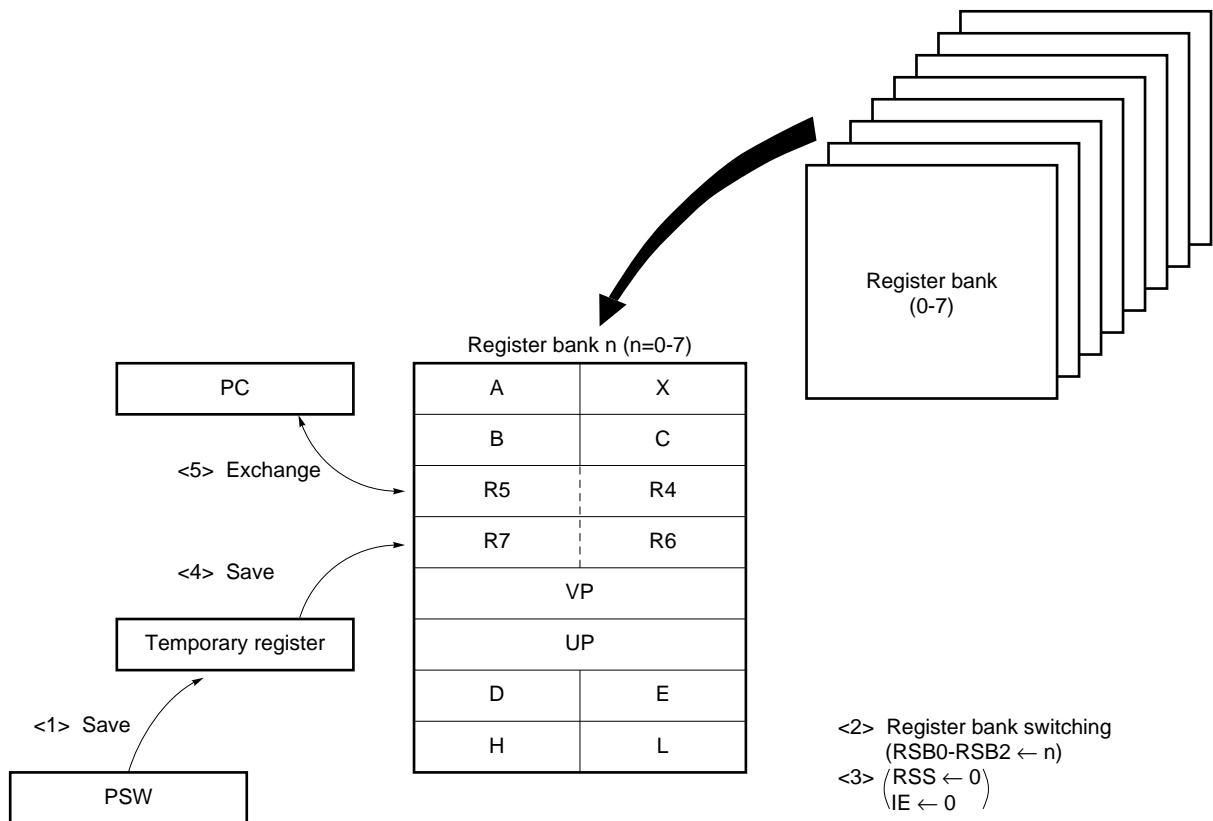 Register bank
(0-7)
Register bank n (n=0-7)
PC
A X
B C
<5> Exchange
R5 R4
R7 R6
<4> Save
VP
Temporary register
UP
D E
<1> Save
H L
PSW
<2> Register bank switching
(RSB0-RSB2 ← n)
<3> (RSS ← 0
IE ← 0)